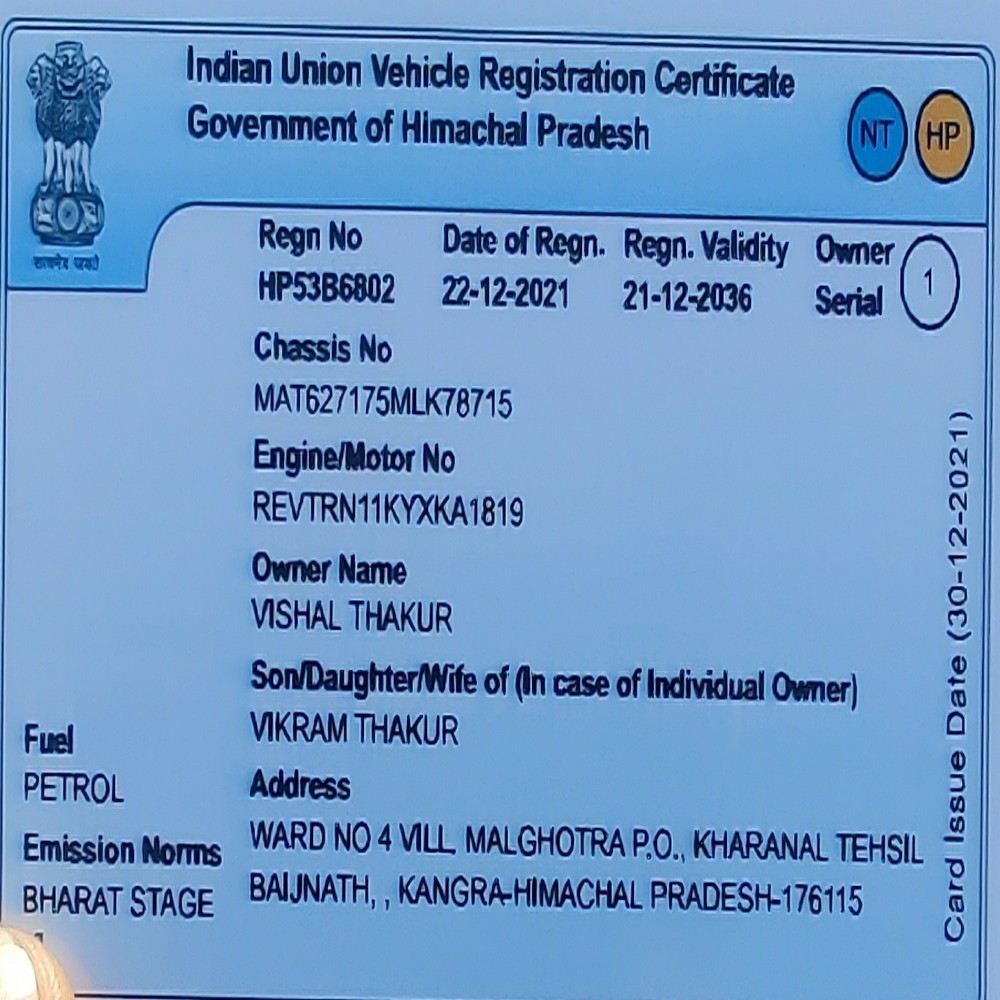 Indian Union Vehicle Registration Certificate
Government of Himachal Pradesh
NT HP
सत्यमेव जयते
Regn No Date of Regn. Regn. Validity Owner Serial 1
HP53B6802 22-12-2021 21-12-2036
Chassis No
MAT627175MLK78715
Engine/Motor No
REVTRN11KYXKA1819
Owner Name
VISHAL THAKUR
Son/Daughter/Wife of (In case of Individual Owner)
VIKRAM THAKUR
Fuel
PETROL
Address
WARD NO 4 VILL MALGHOTRA P.O., KHARANAL TEHSIL
BAIJNATH, , KANGRA-HIMACHAL PRADESH-176115
Emission Norms
BHARAT STAGE
Card Issue Date (30-12-2021)